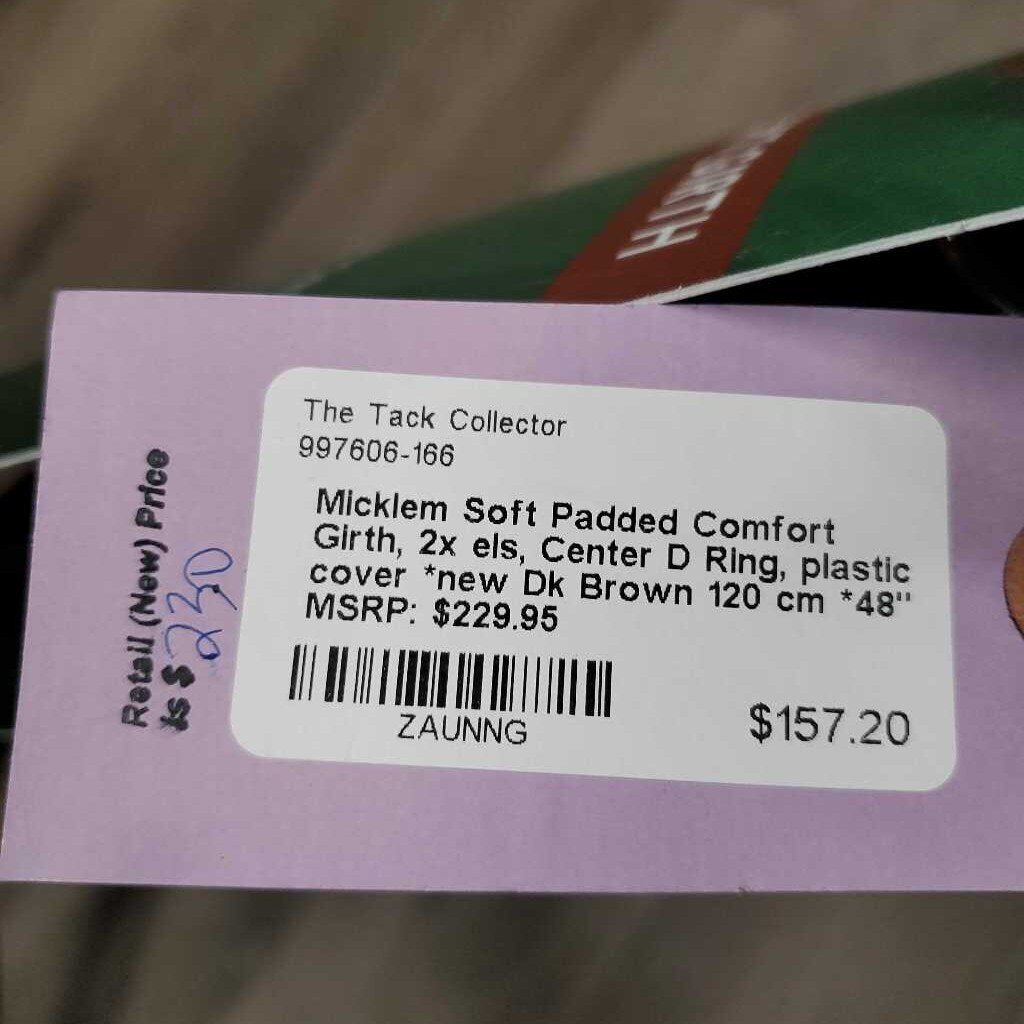 The Tack Collector
997606-166
Micklem Soft Padded Comfort
Girth, 2x els, Center D Ring, plastic
cover *new Dk Brown 120 cm *48"
MSRP: $229.95
ZAUNNG
$157.20
Retail (New) Price
is $ 230